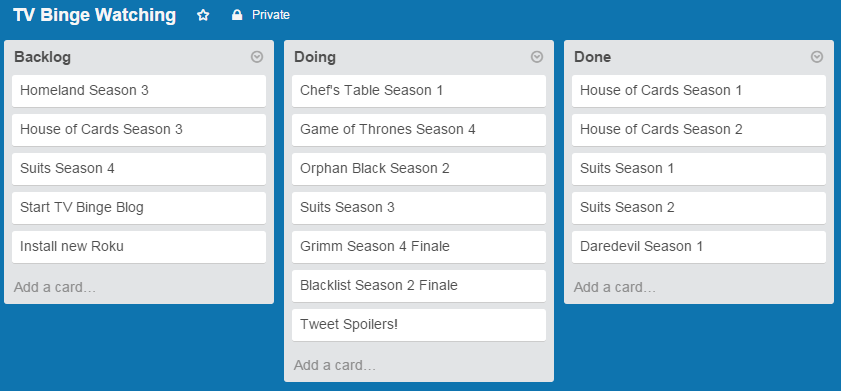 TV Binge Watching
Private
Backlog
Homeland Season 3
House of Cards Season 3
Suits Season 4
Start TV Binge Blog
Install new Roku
Add a card...
Doing
Chef's Table Season 1
Game of Thrones Season 4
Orphan Black Season 2
Suits Season 3
Grimm Season 4 Finale
Blacklist Season 2 Finale
Tweet Spoilers!
Add a card...
Done
House of Cards Season 1
House of Cards Season 2
Suits Season 1
Suits Season 2
Daredevil Season 1
Add a card...